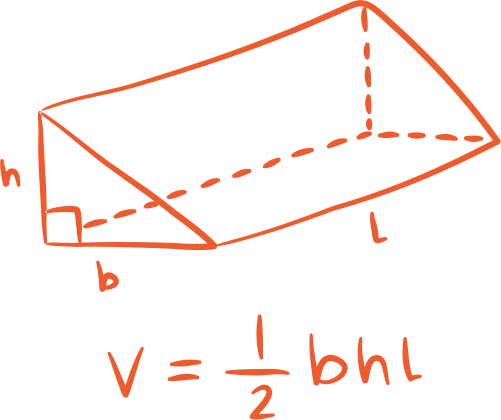 h
b
l
V = 1/2 bhl